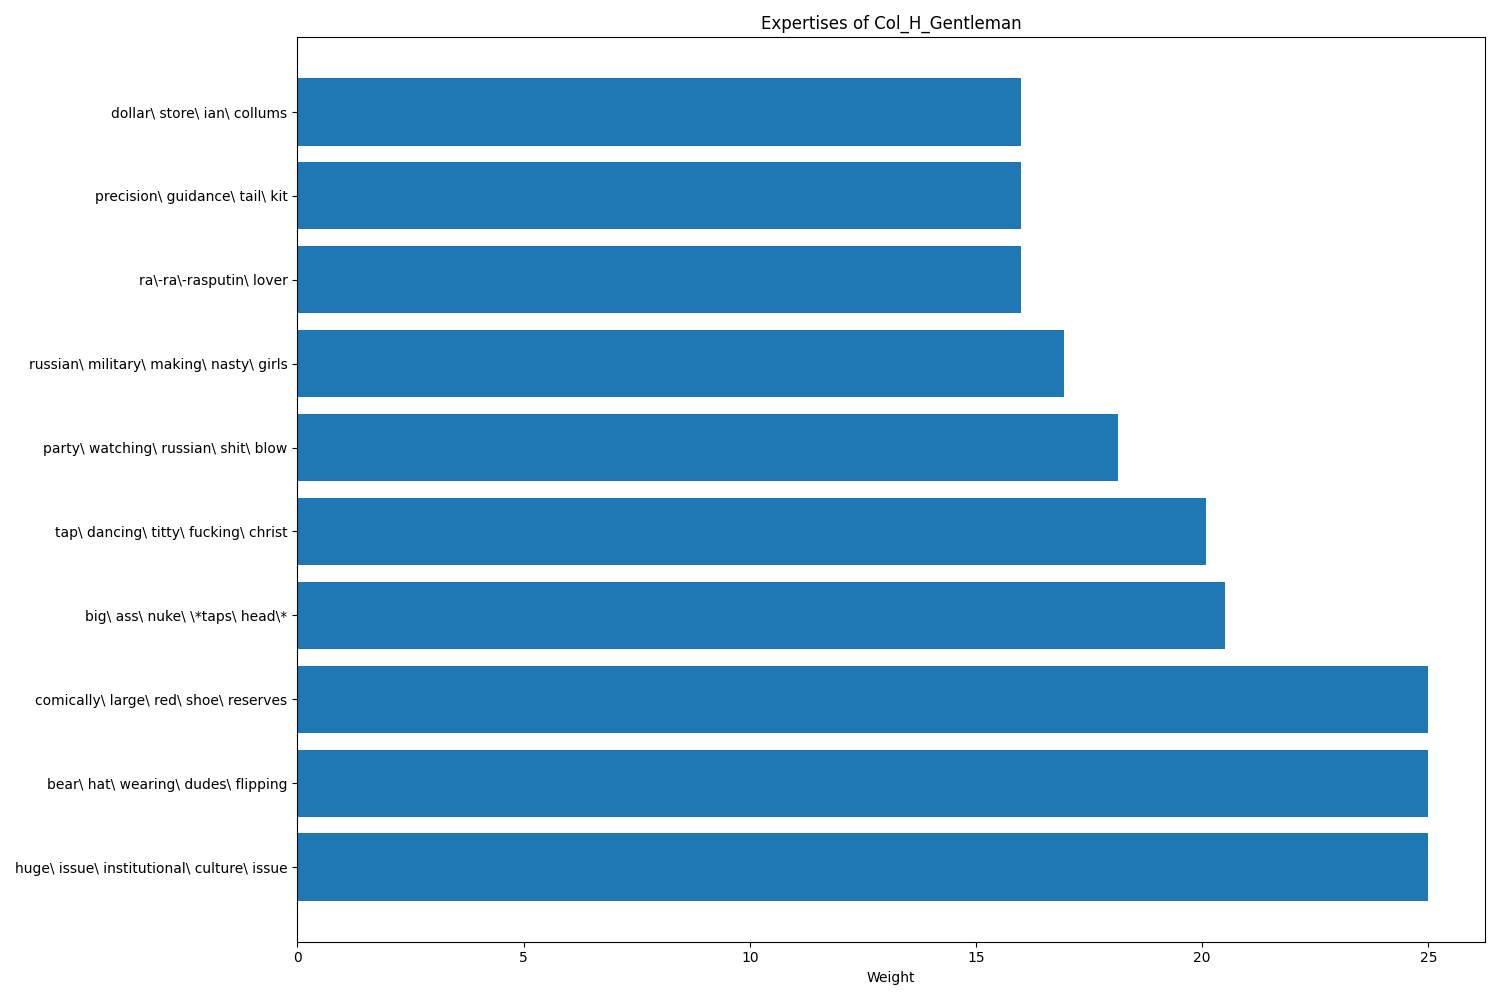 Expertises of Col_H_Gentleman
dollar\ store\ ian\ collums
precision\ guidance\ tail\ kit
ra\-ra\-rasputin\ lover
russian\ military\ making\ nasty\ girls
party\ watching\ russian\ shit\ blow
tap\ dancing\ titty\ fucking\ christ
big\ ass\ nuke\ \*taps\ head\*
comically\ large\ red\ shoe\ reserves
bear\ hat\ wearing\ dudes\ flipping
huge\ issue\ institutional\ culture\ issue
0 5 10 15 20 25
Weight